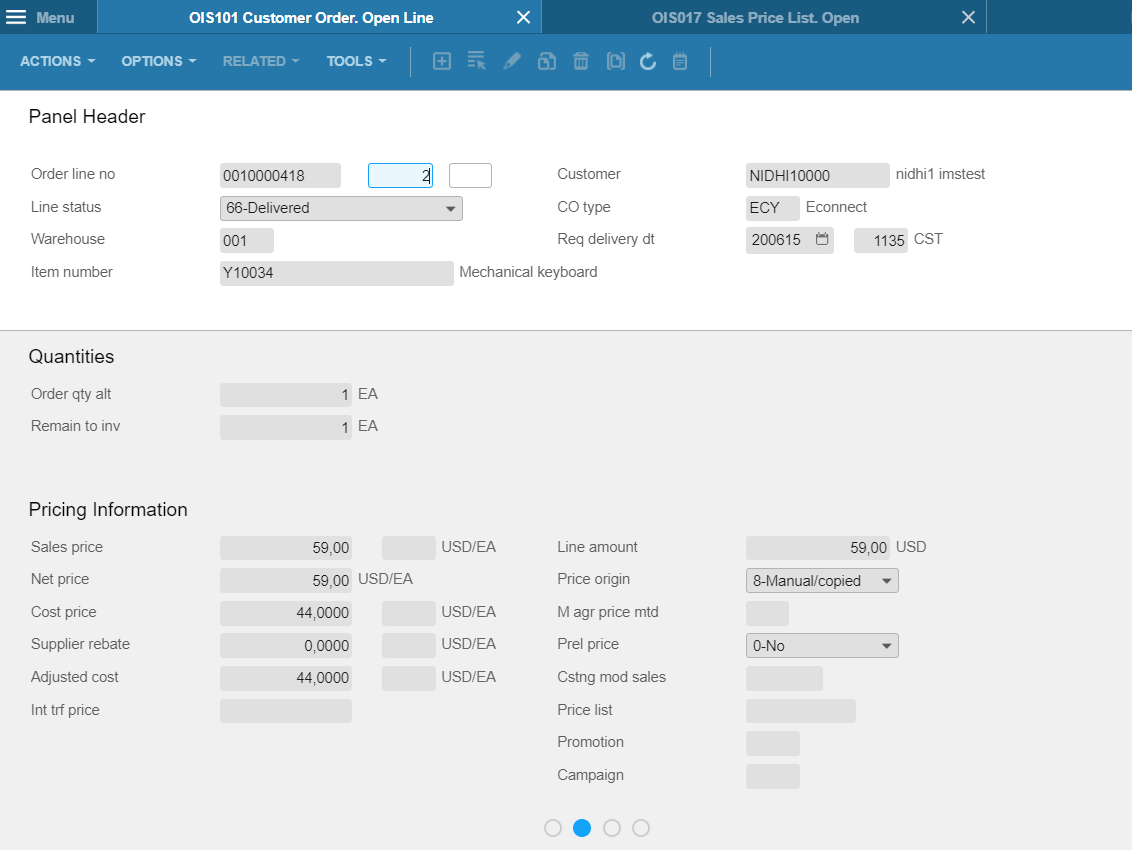 Menu OIS101 Customer Order. Open Line OIS017 Sales Price List. Open
ACTIONS OPTIONS RELATED TOOLS
Panel Header
Order line no 0010000418 2 Customer NIDHI10000 nidhi1 imstest
Line status 66-Delivered CO type ECY Econnect
Warehouse 001 Req delivery dt 200615 1135 CST
Item number Y10034 Mechanical keyboard
Quantities
Order qty alt 1 EA
Remain to inv 1 EA
Pricing Information
Sales price 59,00 USD/EA Line amount 59,00 USD
Net price 59,00 USD/EA Price origin 8-Manual/copied
Cost price 44,0000 USD/EA M agr price mtd
Supplier rebate 0,0000 USD/EA Prel price 0-No
Adjusted cost 44,0000 USD/EA Cstng mod sales
Int trf price Price list
Promotion
Campaign